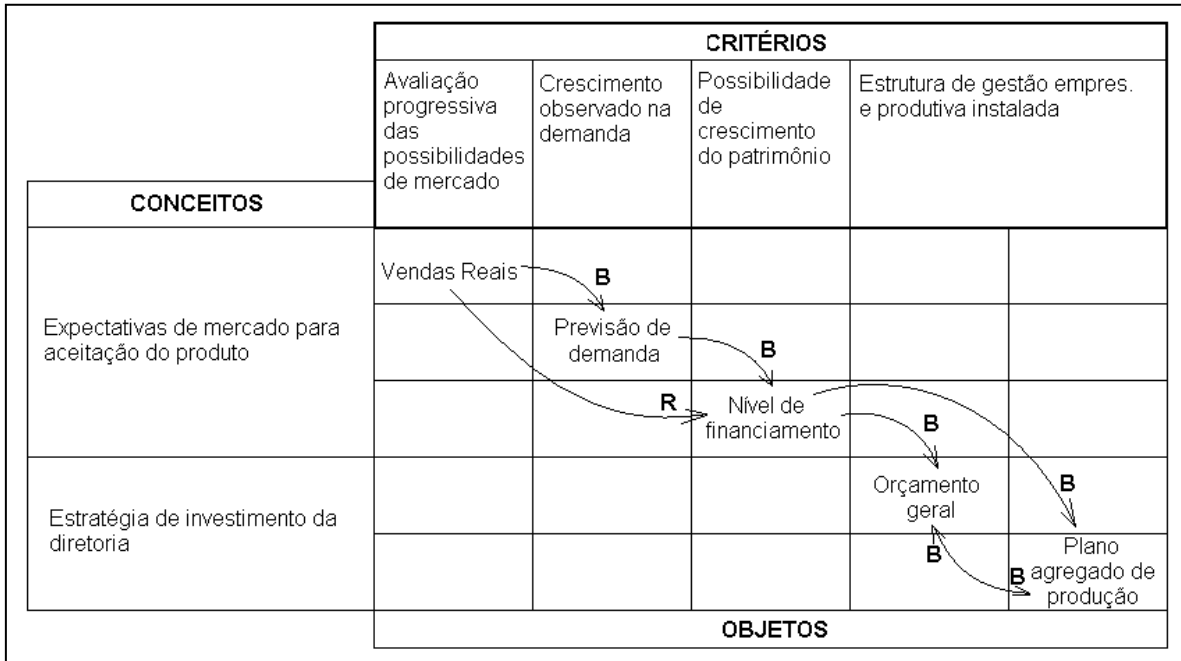 CRITÉRIOS
Avaliação
progressiva
das
possibilidades
de mercado
Crescimento
observado na
demanda
Possibilidade
de
crescimento
do patrimônio
Estrutura de gestão empres.
e produtiva instalada
CONCEITOS
Expectativas de mercado para
aceitação do produto
Vendas Reais
B
Previsão de
demanda
B
R
Nível de
financiamento
B
Estratégia de investimento da
diretoria
Orçamento
geral
B
B
B
Plano
agregado de
produção
OBJETOS